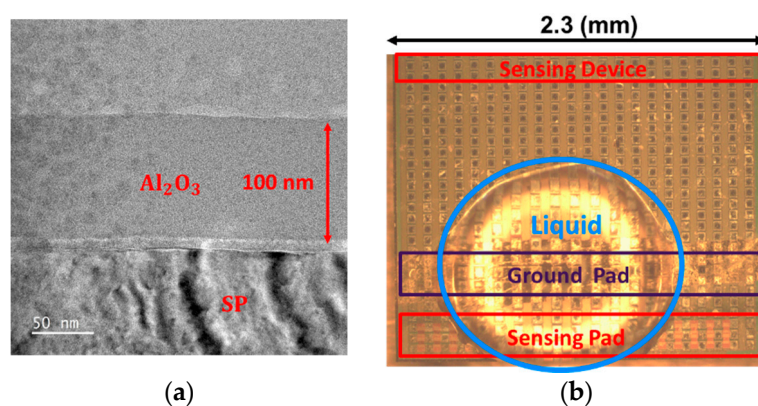 Al₂O₃
100 nm
SP
50 nm
(a)
2.3 (mm)
Sensing Device
Liquid
Ground Pad
Sensing Pad
(b)